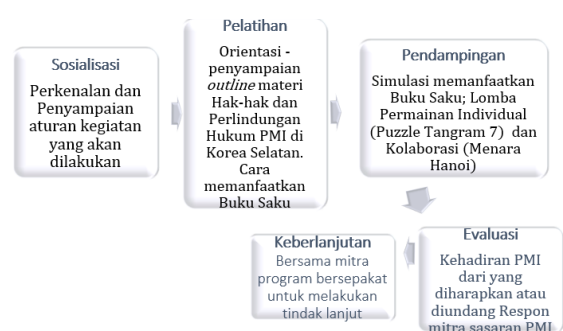 Sosialisasi
Perkenalan dan
Penyampaian
aturan kegiatan
yang akan
dilakukan
Pelatihan
Orientasi -
penyampaian
outline materi
Hak-hak dan
Perlindungan
Hukum PMI di
Korea Selatan.
Cara
memanfaatkan
Buku Saku
Pendampingan
Simulasi memanfaatkan
Buku Saku; Lomba
Permainan Individual
(Puzzle Tangram 7) dan
Kolaborasi (Menara
Hanoi)
Evaluasi
Kehadiran PMI
dari yang
diharapkan atau
diundang Respon
mitra sasaran PMI
Keberlanjutan
Bersama mitra
program bersepakat
untuk melakukan
tindak lanjut